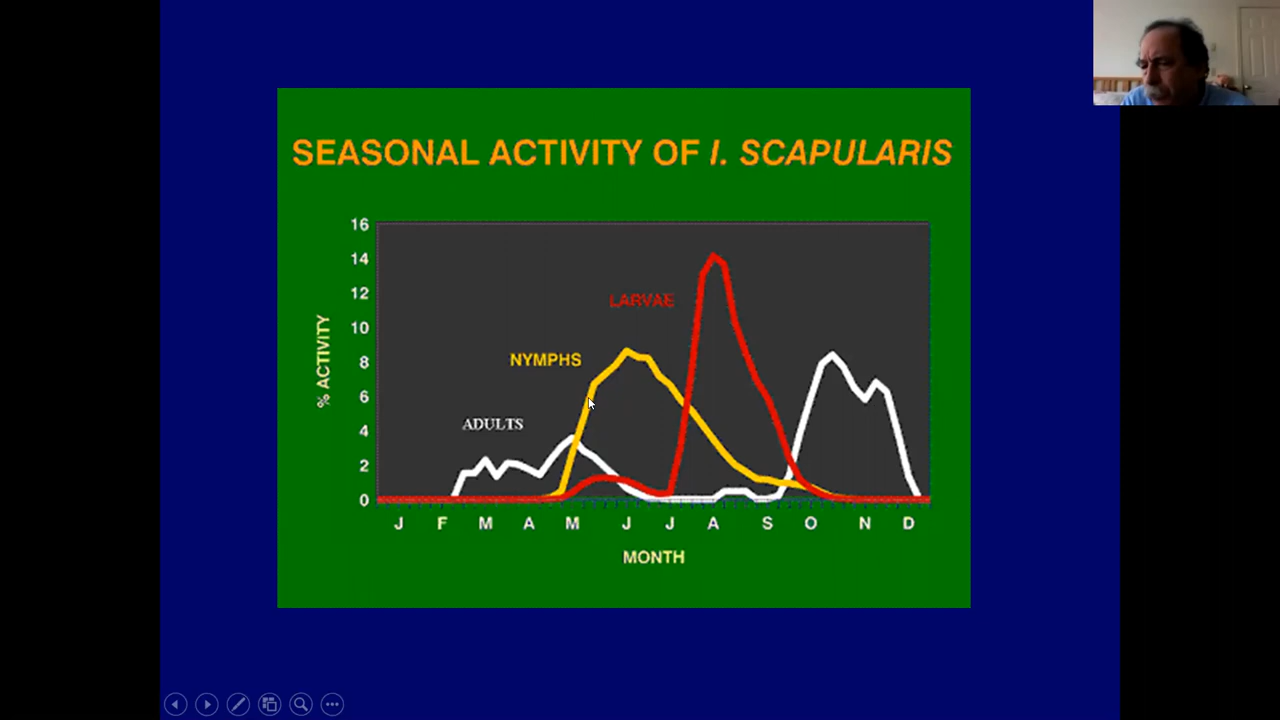 SEASONAL ACTIVITY OF I. SCAPULARIS
16
14
12
10
8
6
4
2
0
% ACTIVITY
LARVAE
NYMPHS
ADULTS
J F M A M J J A S O N D
MONTH